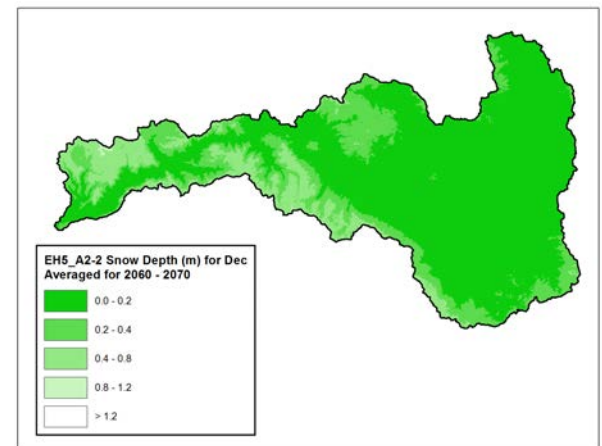 EH5_A2-2 Snow Depth (m) for Dec
Averaged for 2060 - 2070
0.0 - 0.2
0.2 - 0.4
0.4 - 0.8
0.8 - 1.2
> 1.2